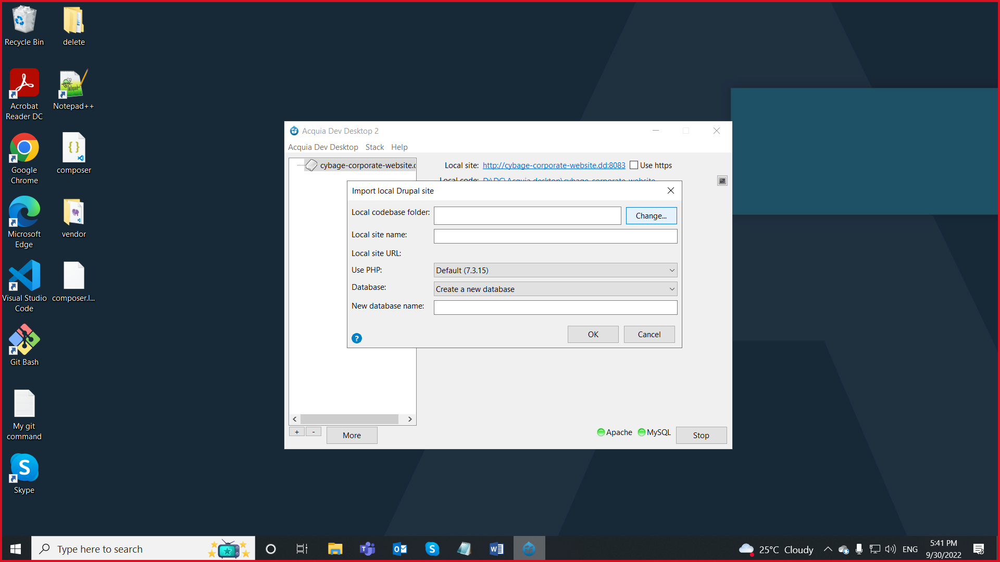 Recycle Bin
delete
Acrobat
Reader DC
Notepad++
Google
Chrome
composer
Microsoft
Edge
vendor
Visual Studio
Code
composer.l...
Git Bash
My git
command
Skype
Acquia Dev Desktop 2
Acquia Dev Desktop Stack Help
cybage-corporate-website.c
Local site: http://cybage-corporate-website.dd:8083 Use https
Local code: D:\DC\Acquia desktop\cybage-corporate-website
Import local Drupal site
Local codebase folder: Change...
Local site name:
Local site URL:
Use PHP: Default (7.3.15)
Database: Create a new database
New database name:
? OK Cancel
+ - More
Apache MySQL Stop
Type here to search
25°C Cloudy
ENG
5:41 PM
9/30/2022